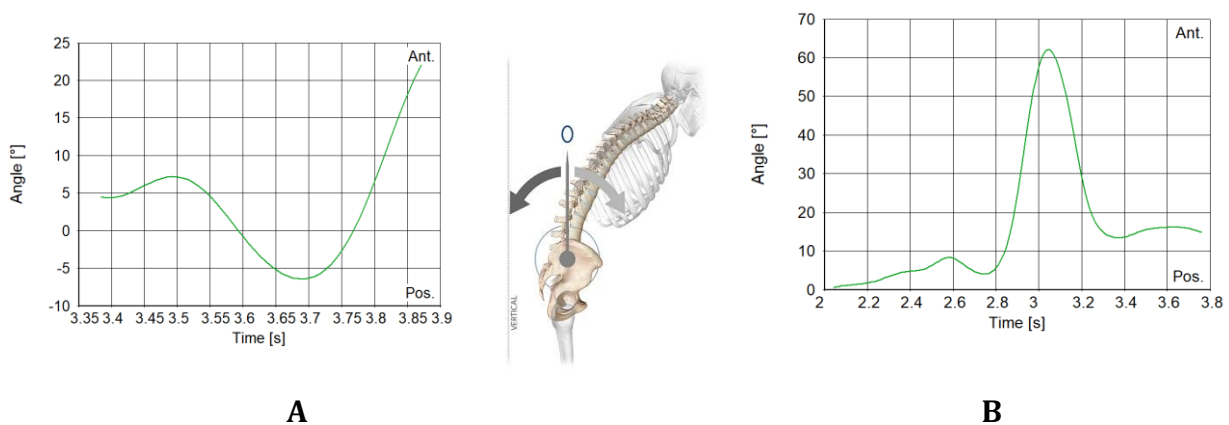 25
20
15
10
5
0
-5
-10
Angle [°]
Ant.
Pos.
3.35 3.4 3.45 3.5 3.55 3.6 3.65 3.7 3.75 3.8 3.85 3.9
Time [s]
A
0
VERTICAL
70
60
50
40
30
20
10
0
Angle [°]
Ant.
Pos.
2 2.2 2.4 2.6 2.8 3 3.2 3.4 3.6 3.8
Time [s]
B